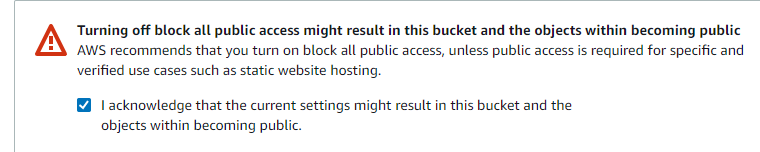 Turning off block all public access might result in this bucket and the objects within becoming public
AWS recommends that you turn on block all public access, unless public access is required for specific and
verified use cases such as static website hosting.
I acknowledge that the current settings might result in this bucket and the
objects within becoming public.